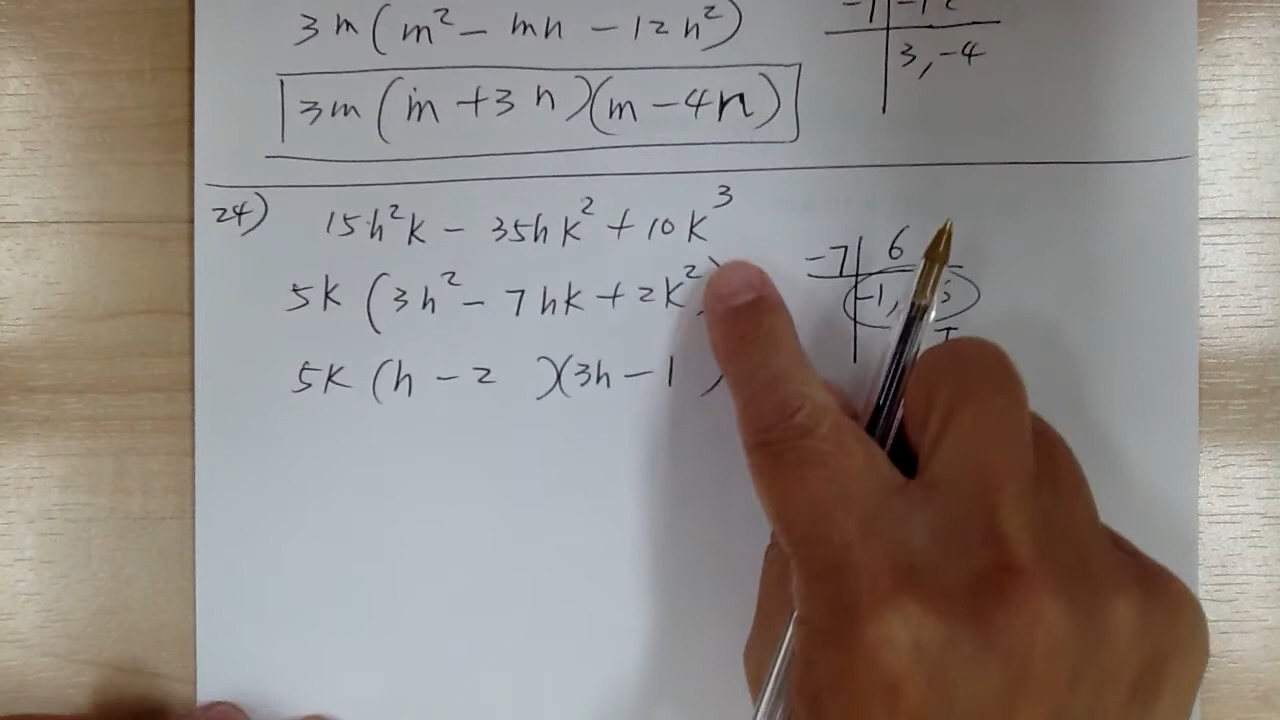 3m(m² - mn - 12n²)
3m(m + 3n)(m - 4n)
3, -4
24) 15h²k - 35hk² + 10k³
5k(3h² - 7hk + 2k²)
5k(h - 2 )(3h - 1 )
-7 | 6
-1,